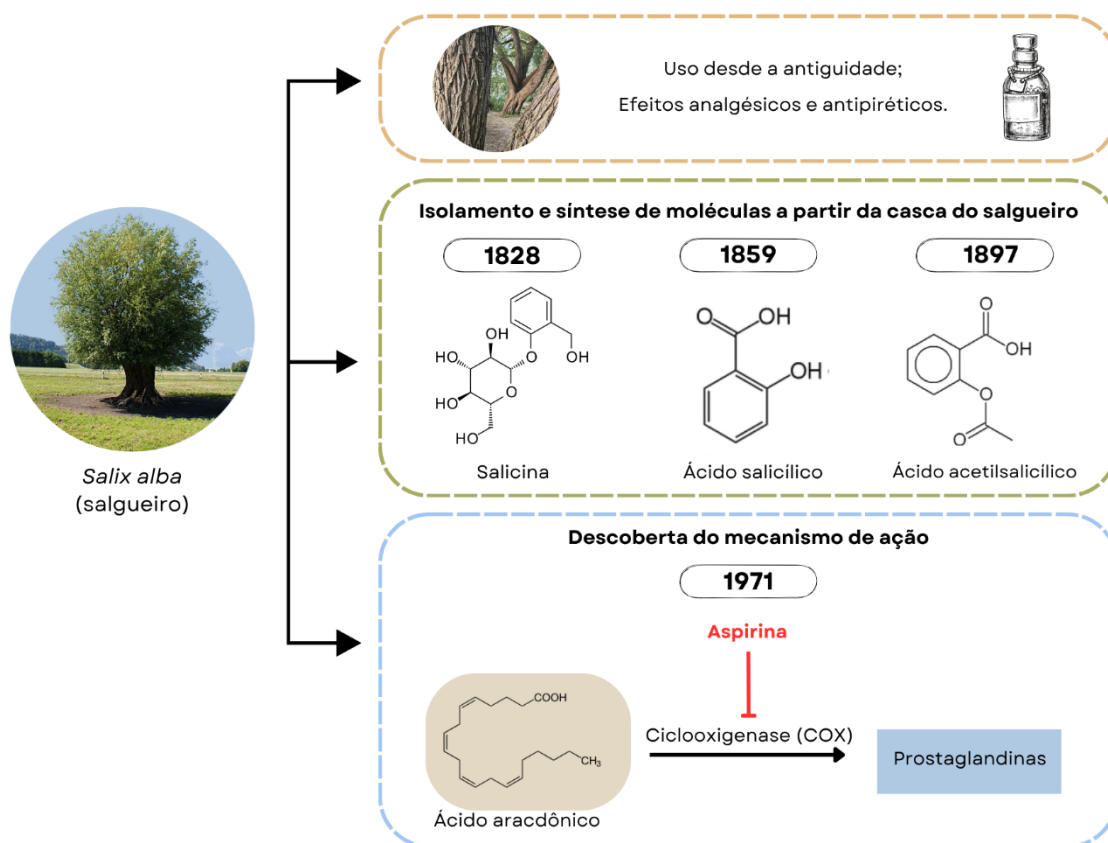 Uso desde a antiguidade;
Efeitos analgésicos e antipiréticos.
Salix alba
(salgueiro)
Isolamento e síntese de moléculas a partir da casca do salgueiro
1828
1859
1897
OH
HO
OH
HO
O
O
HO
HO
OH
Salicina
O
OH
OH
Ácido salicílico
O
OH
O
O
Ácido acetilsalicílico
Descoberta do mecanismo de ação
1971
Aspirina
COOH
CH₃
Ácido aracdônico
Ciclooxigenase (COX)
Prostaglandinas